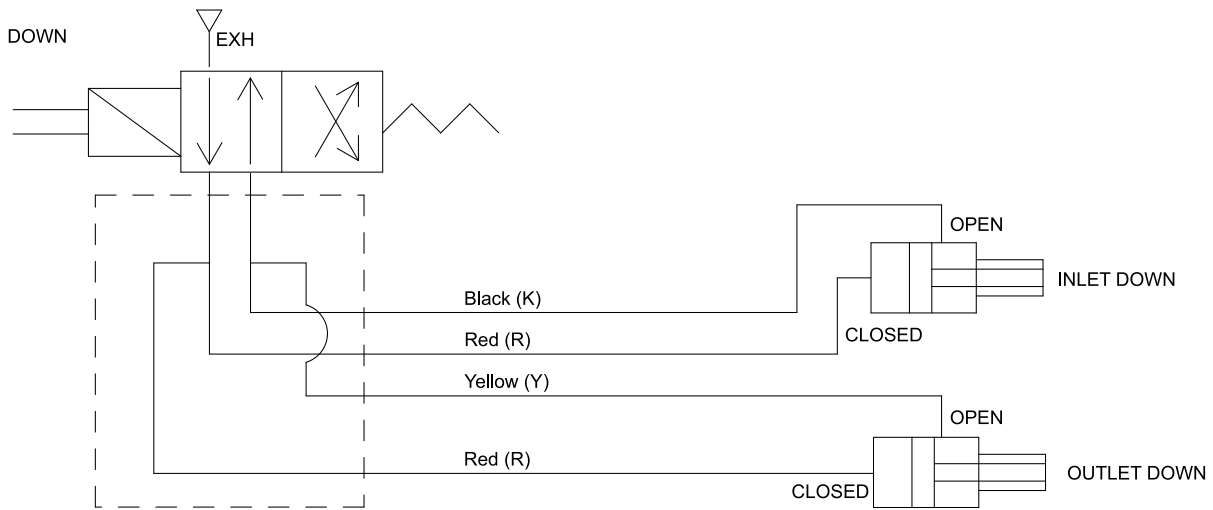 DOWN
EXH
OPEN
INLET DOWN
Black (K)
CLOSED
Red (R)
Yellow (Y)
OPEN
Red (R)
OUTLET DOWN
CLOSED